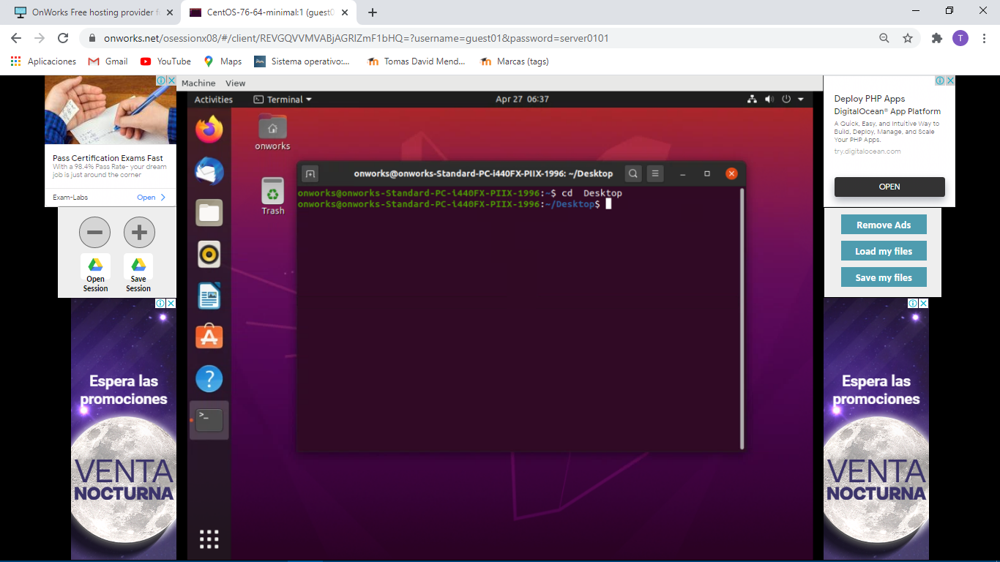 OnWorks Free hosting provider f
CentOS-76-64-minimal:1 (guest0
onworks.net/osessionx08/#/client/REVGQVVMVABjAGRlZmF1bHQ=?username=guest01&password=server0101
T
Aplicaciones
Gmail
YouTube
Maps
Sistema operativo:...
Tomas David Mend...
Marcas (tags)
Machine View
Activities
Terminal
Apr 27 06:37
onworks
Trash
onworks@onworks-Standard-PC-i440FX-PIIX-1996: ~/Desktop
onworks@onworks-Standard-PC-i440FX-PIIX-1996:~$ cd  Desktop
onworks@onworks-Standard-PC-i440FX-PIIX-1996:~/Desktop$
Pass Certification Exams Fast
With a 98.4% Pass Rate- your dream
job is just around the corner
Exam-Labs
Open
Open
Session
Save
Session
Espera las
promociones
VENTA
NOCTURNA
Deploy PHP Apps
DigitalOcean® App Platform
A Quick, Easy, and Intuitive Way to
Build, Deploy, Manage, and Scale
Your PHP Apps.
try.digitalocean.com
OPEN
Remove Ads
Load my files
Save my files
Espera las
promociones
VENTA
NOCTURNA